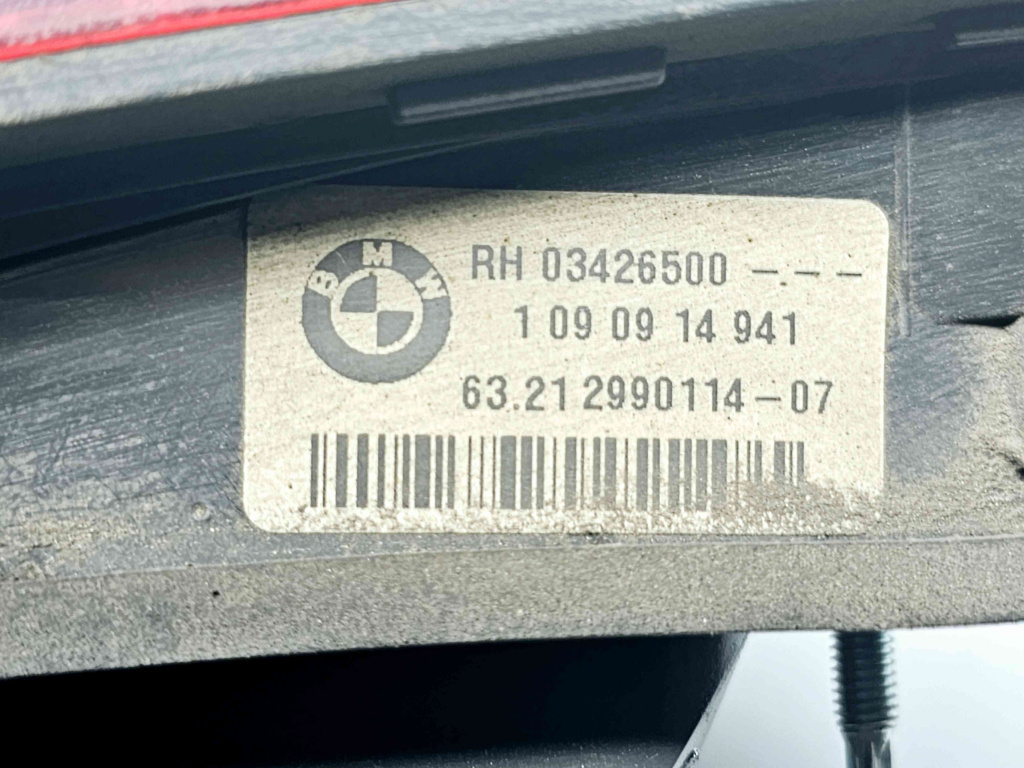 BMW
RH 03426500 ---
1 09 09 14 941
63.21 2990114-07